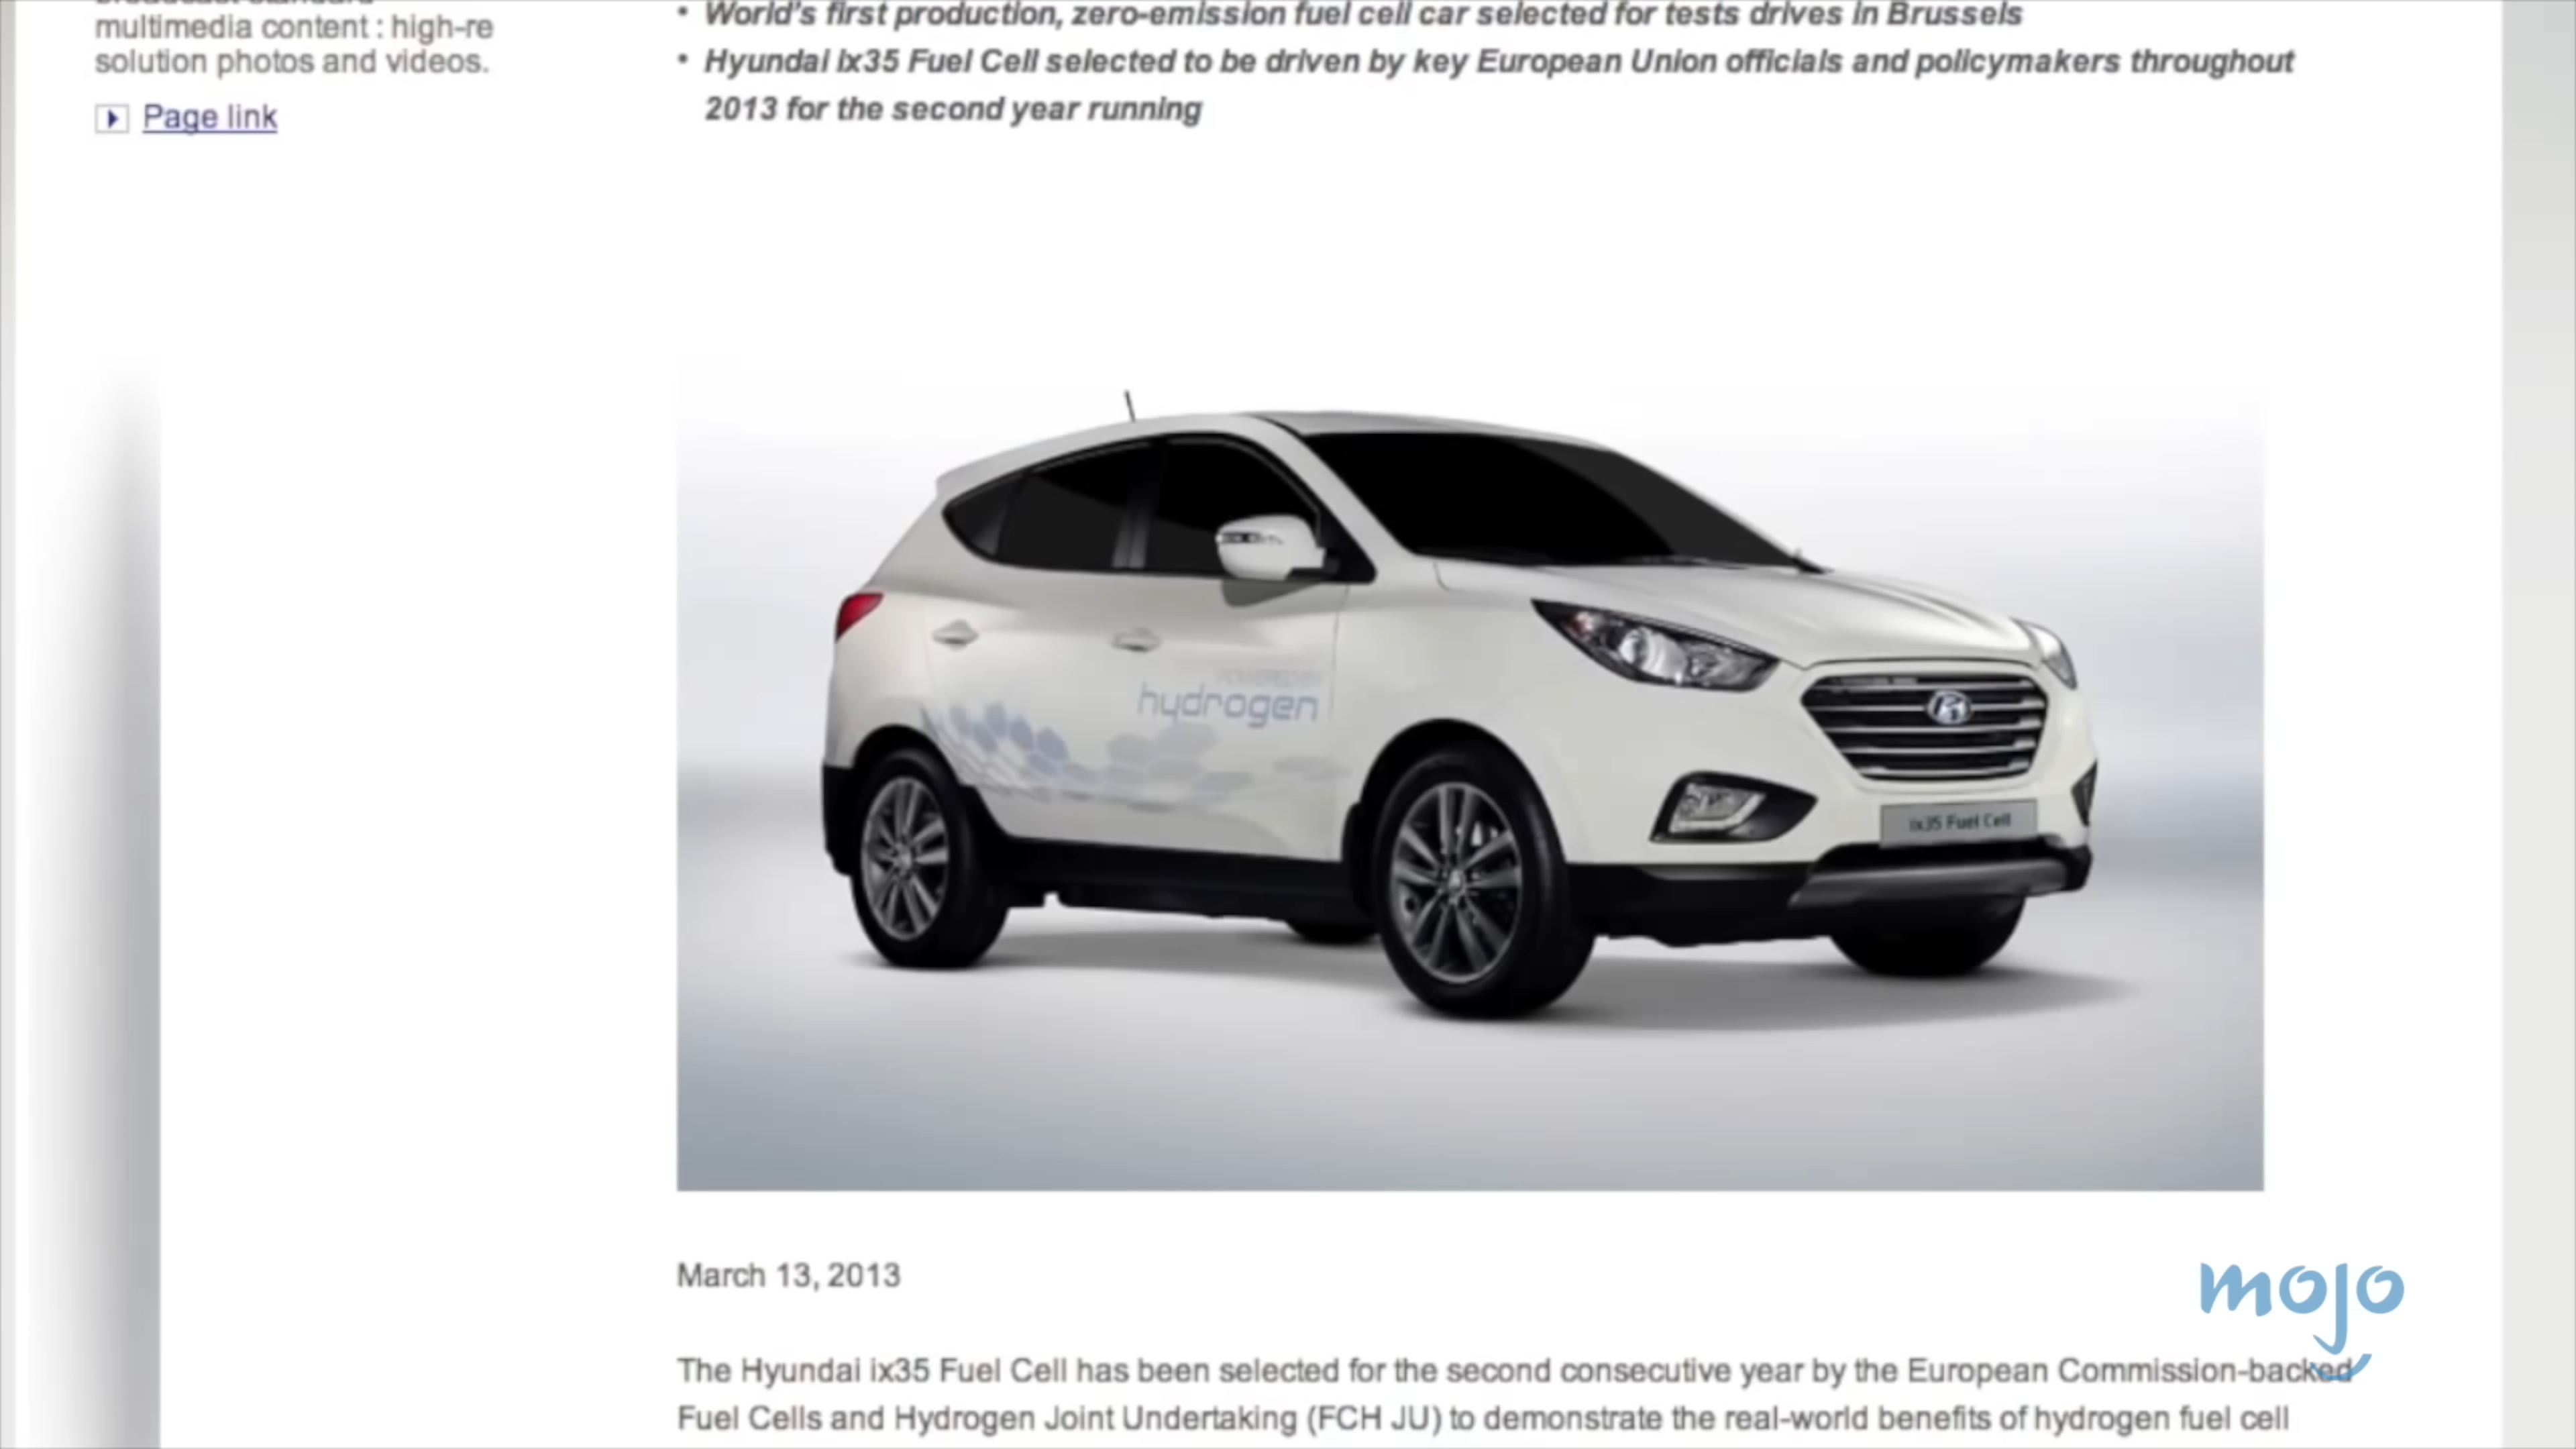 multimedia content : high-re
solution photos and videos.
Page link
• World's first production, zero-emission fuel cell car selected for tests drives in Brussels
• Hyundai ix35 Fuel Cell selected to be driven by key European Union officials and policymakers throughout
2013 for the second year running
POWERED BY
hydrogen
ix35 Fuel Cell
March 13, 2013
mojo
The Hyundai ix35 Fuel Cell has been selected for the second consecutive year by the European Commission-backed
Fuel Cells and Hydrogen Joint Undertaking (FCH JU) to demonstrate the real-world benefits of hydrogen fuel cell